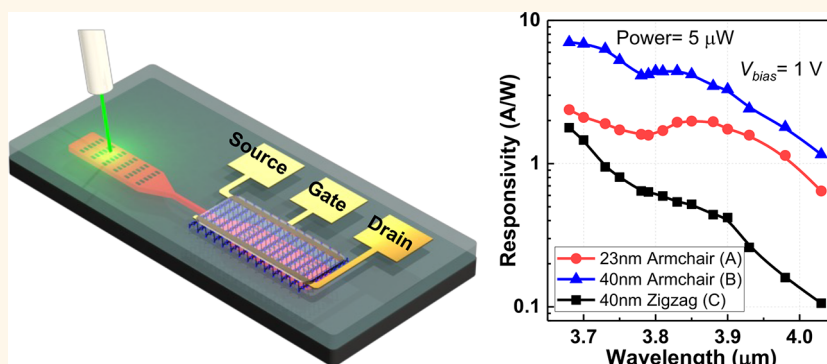 Source
Gate
Drain
Responsivity (A/W)
10
1
0.1
Power= 5 μW
V_bias= 1 V
23nm Armchair (A)
40nm Armchair (B)
40nm Zigzag (C)
3.7 3.8 3.9 4.0
Wavelength (μm)